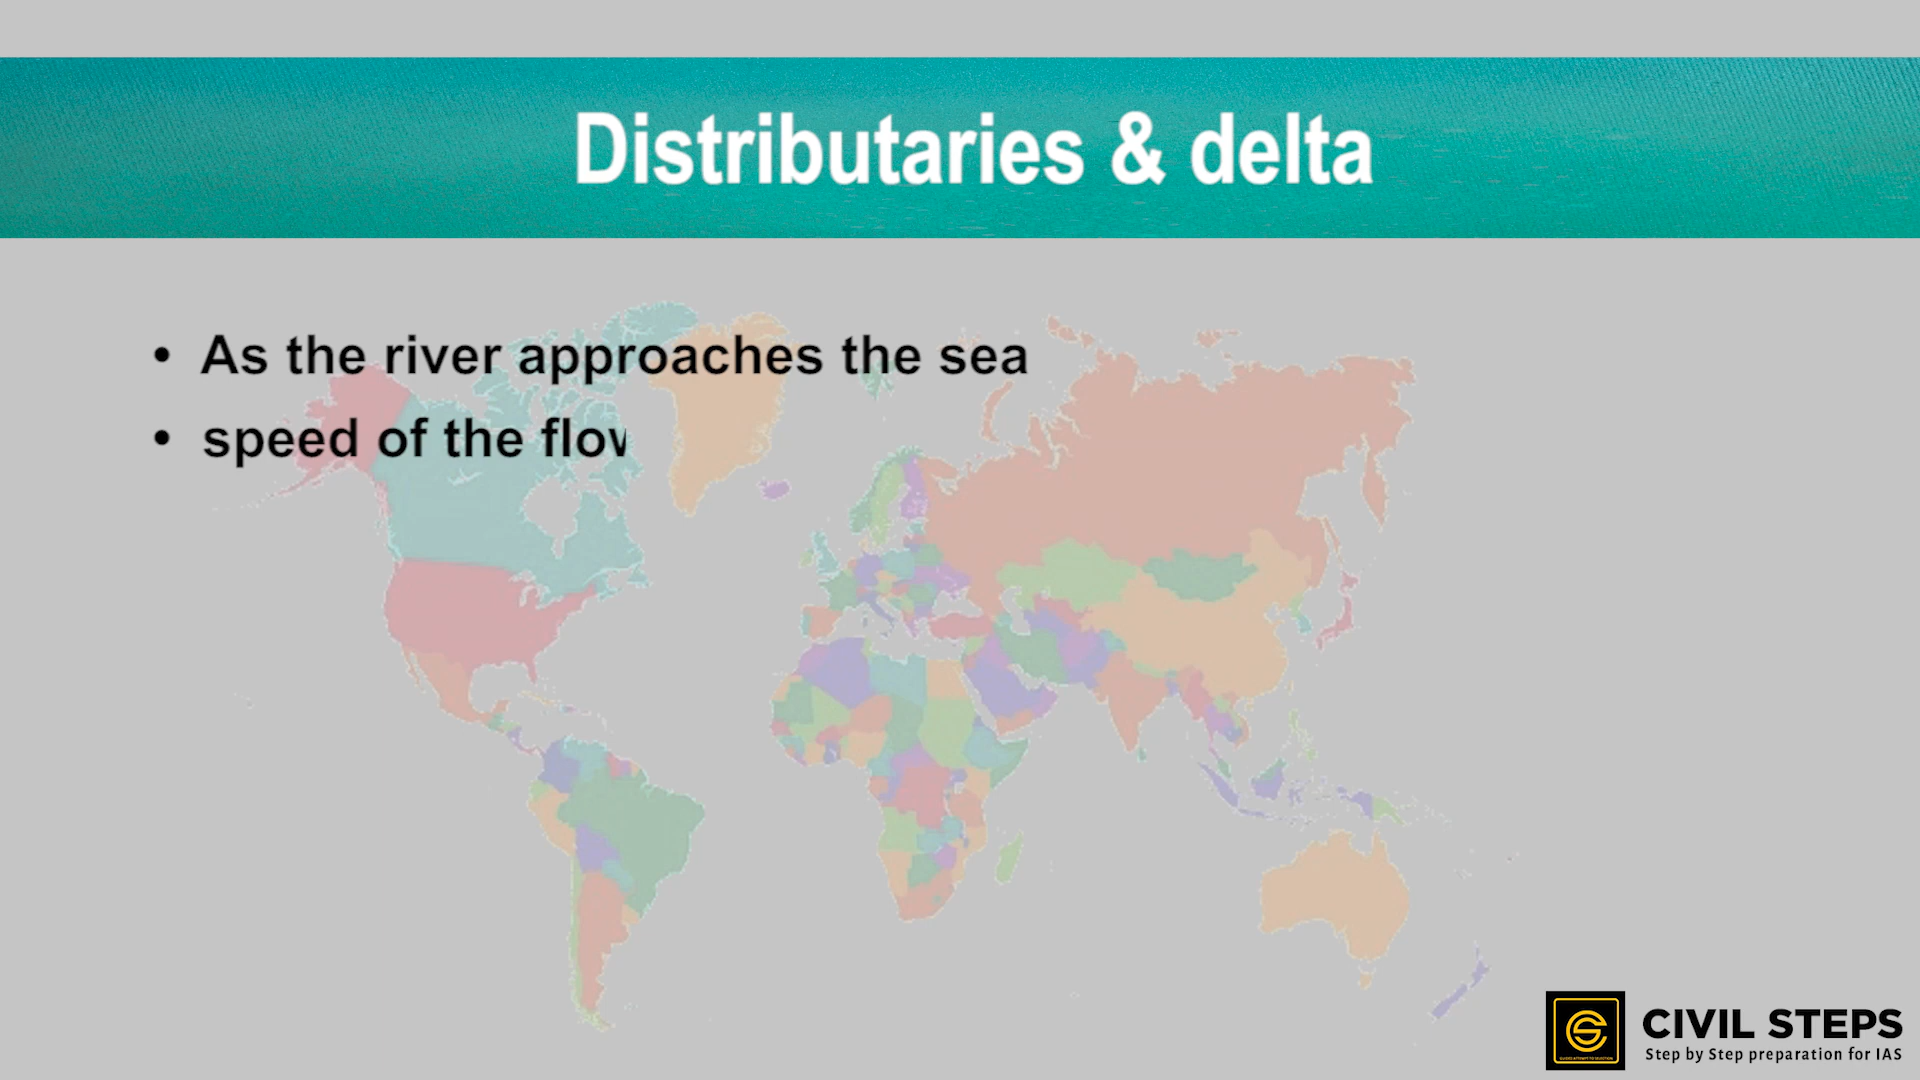 Distributaries & delta
• As the river approaches the sea
• speed of the flov
CIVIL STEPS
Step by Step preparation for IAS